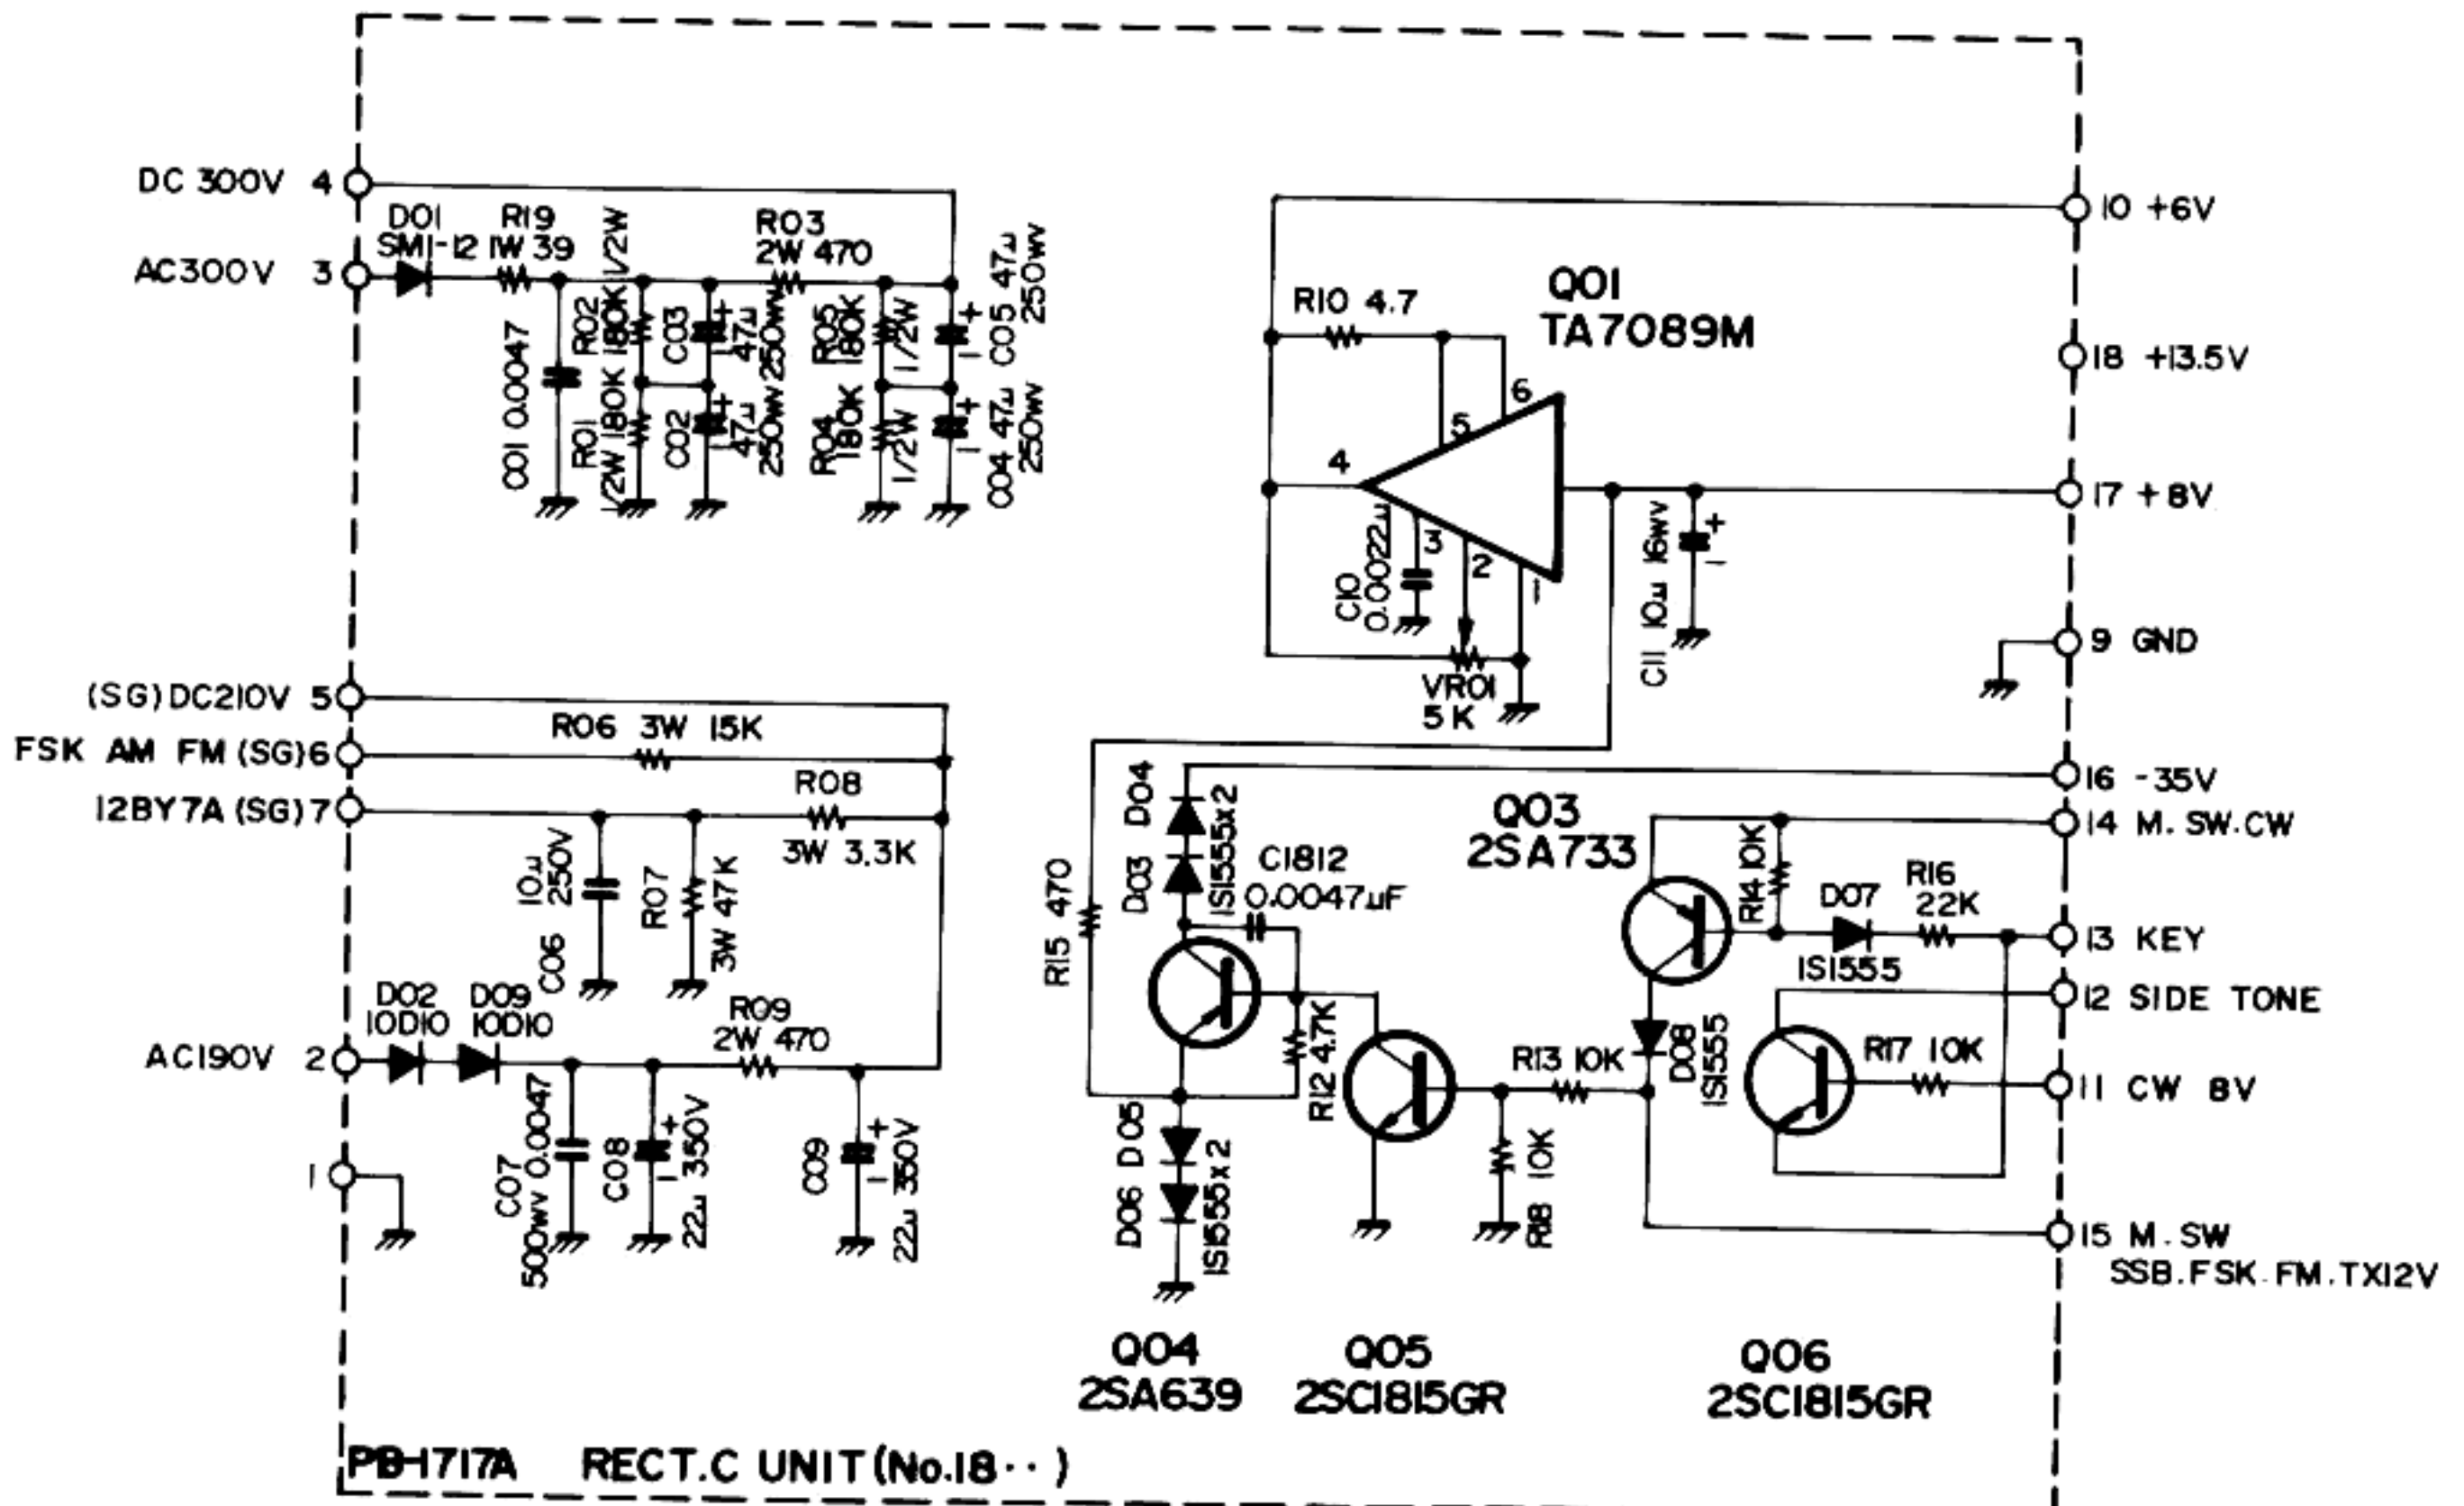 DC 300V 4
AC300V 3
D01
SM1-12
R19
1W 39
C01 0.0047
R02
180K 1/2W
R01
1/2W 180K
C03
47µ
250wv
C02
47µ
250wv
R03
2W 470
R05
180K
1/2W
R04
180K
1/2W
C05 47µ
250wv
C04 47µ
250wv
10 +6V
R10 4.7
Q01
TA7089M
18 +13.5V
6
5
4
3
2
1
17 +8V
C10
0.0022µ
C11 10µ 16wv
VR01
5K
9 GND
(SG) DC210V 5
FSK AM FM (SG) 6
R06 3W 15K
12BY7A (SG) 7
R08
3W 3.3K
10µ
250V
C06
R07
3W 47K
16 -35V
D03 D04
1S1555x2
Q03
2SA733
14 M. SW.CW
C1812
0.0047µF
R15 470
R14 10K
D07
1S1555
R16
22K
13 KEY
12 SIDE TONE
D02
10D10
D09
10D10
R09
2W 470
AC190V 2
R12 4.7K
R13 10K
D08
1S1555
R17 10K
11 CW 8V
C07
500wv 0.0047
C08
22µ 350V
C09
22µ 350V
1
D06 D05
1S1555x2
R18 10K
15 M.SW
SSB.FSK.FM.TX12V
Q04
2SA639
Q05
2SC1815GR
Q06
2SC1815GR
PB-1717A RECT.C UNIT (No.18··)